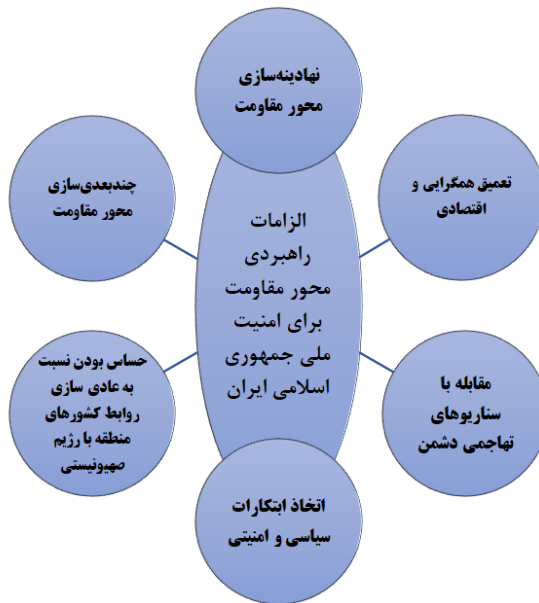 نهادینه‌سازی
محور مقاومت
تعمیق همگرایی و
اقتصادی
چندبعدی‌سازی
محور مقاومت
الزامات
راهبردی
محور مقاومت
برای امنیت
ملی جمهوری
اسلامی ایران
مقابله با
سناریوهای
تهاجمی دشمن
حساس بودن نسبت
به عادی سازی
روابط کشورهای
منطقه با رژیم
صهیونیستی
اتخاذ ابتکارات
سیاسی و امنیتی